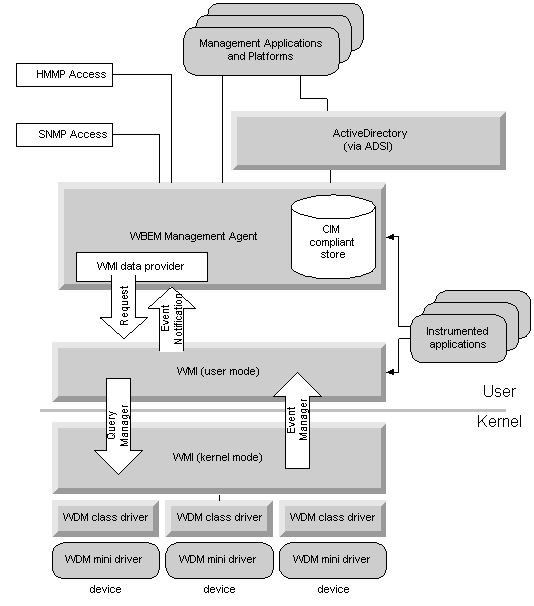 Management Applications
and Platforms
HMMP Access
SNMP Access
ActiveDirectory
(via ADSI)
WBEM Management Agent
CIM
compliant
store
WMI data provider
Request
Event
Notification
Instrumented
applications
WMI (user mode)
User
Kernel
Query
Manager
Event
Manager
WMI (kernel mode)
WDM class driver
WDM class driver
WDM class driver
WDM mini driver
WDM mini driver
WDM mini driver
device
device
device